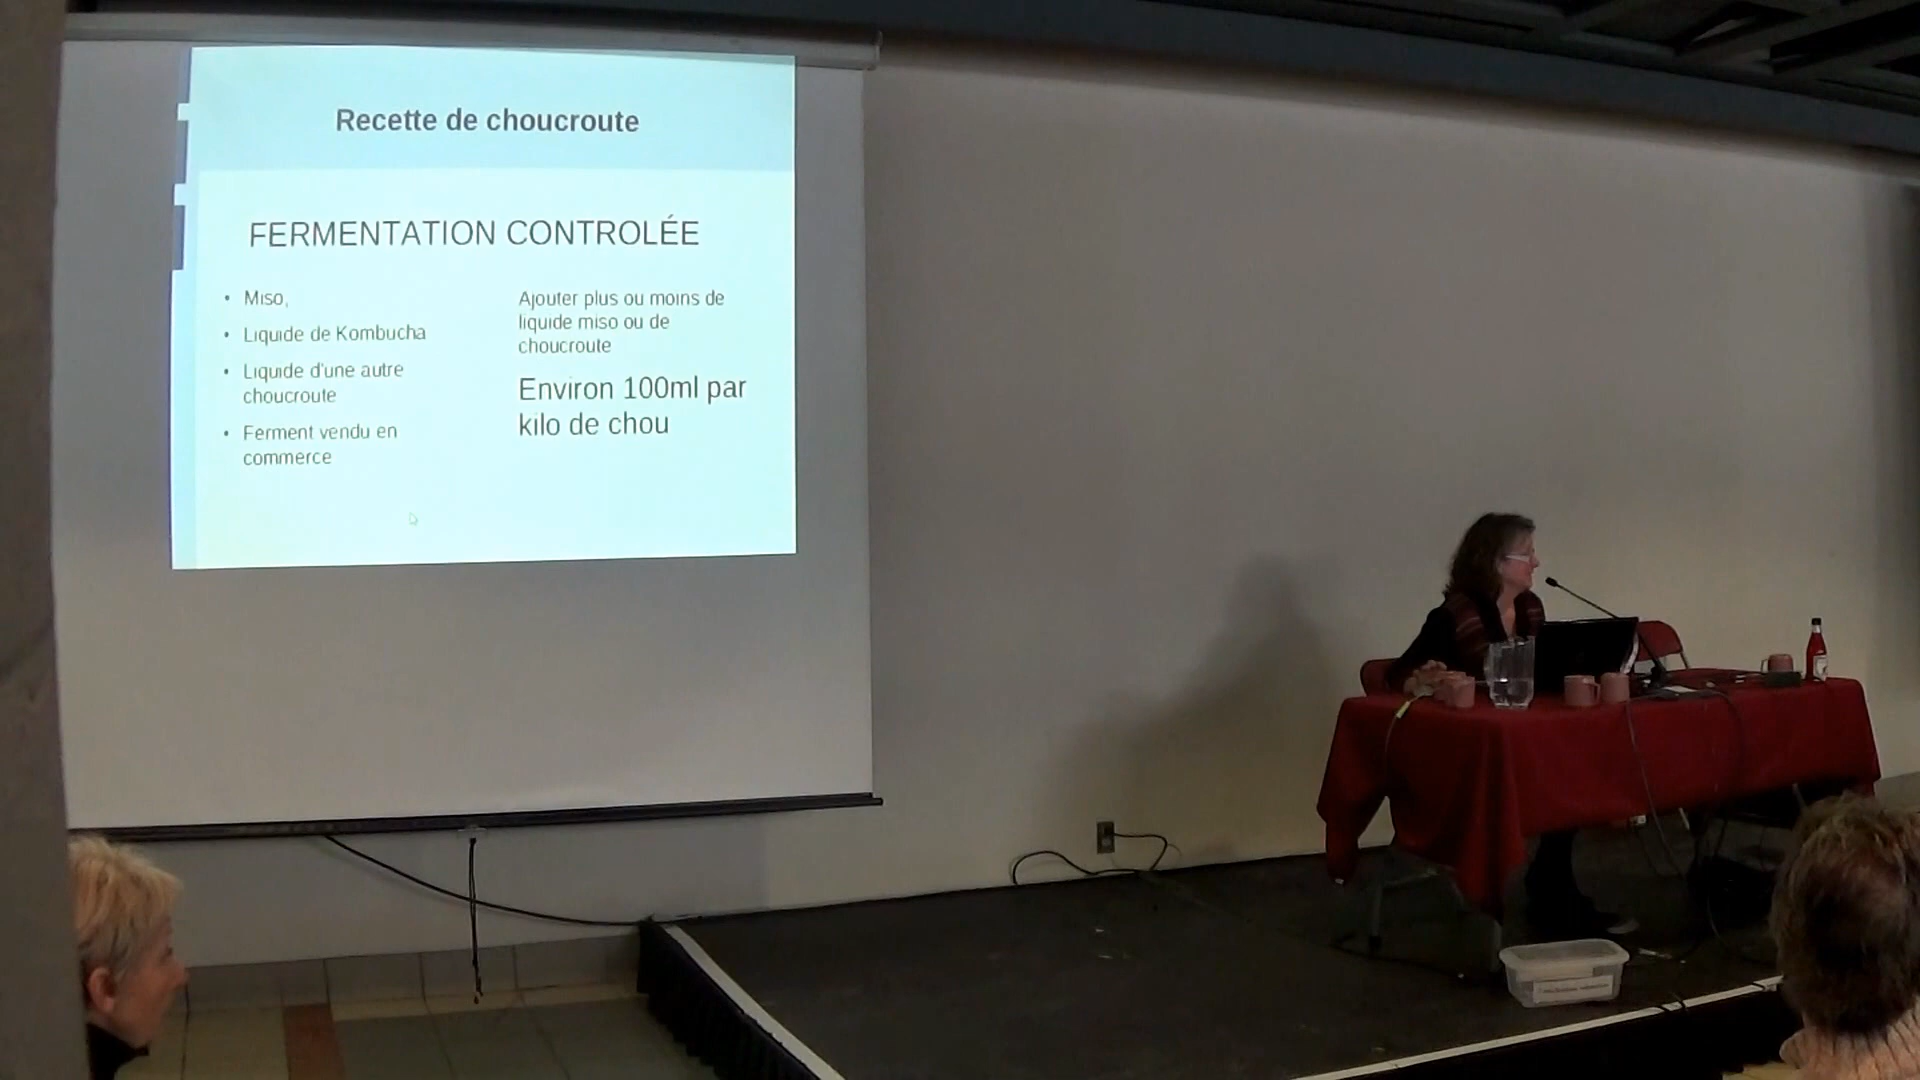 Recette de choucroute
FERMENTATION CONTROLÉE
• Miso,
• Liquide de Kombucha
• Liquide d'une autre
choucroute
• Ferment vendu en
commerce
Ajouter plus ou moins de
liquide miso ou de
choucroute
Environ 100ml par
kilo de chou